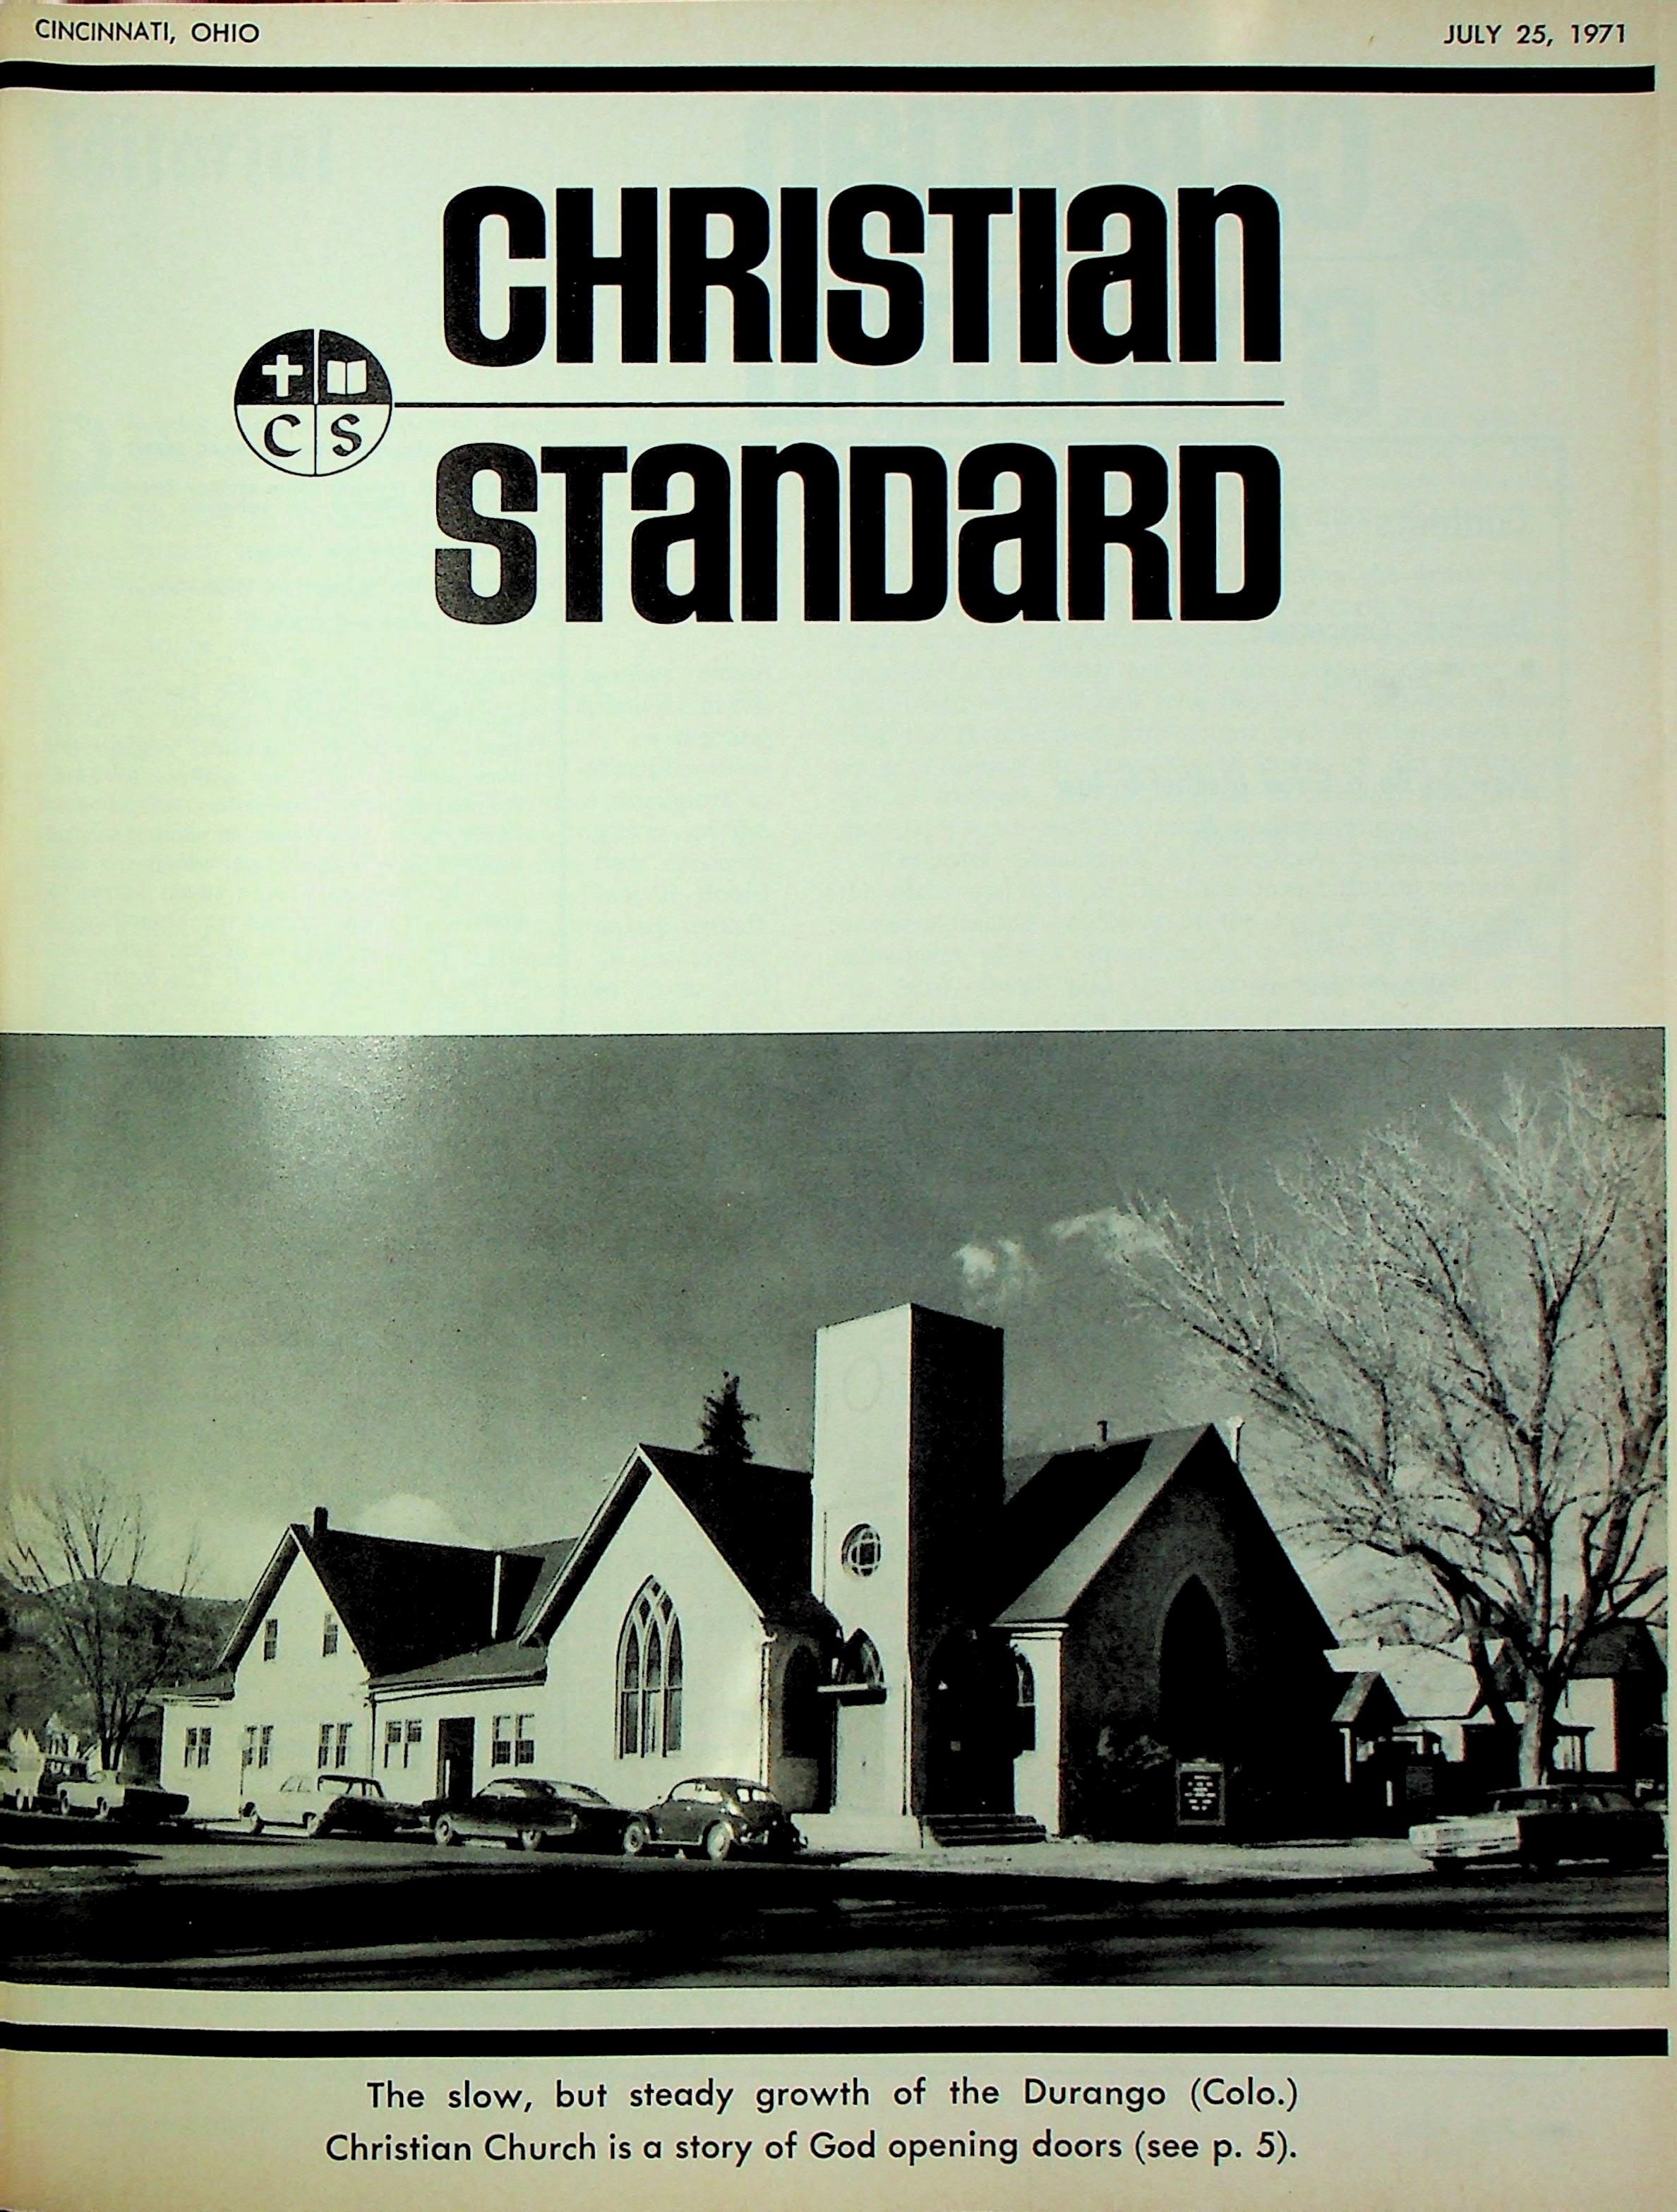 CINCINNATI, OHIO
JULY 25, 1971
CHRISTIan
C S
STanDaRD
The slow, but steady growth of the Durango (Colo.)
Christian Church is a story of God opening doors (see p. 5).